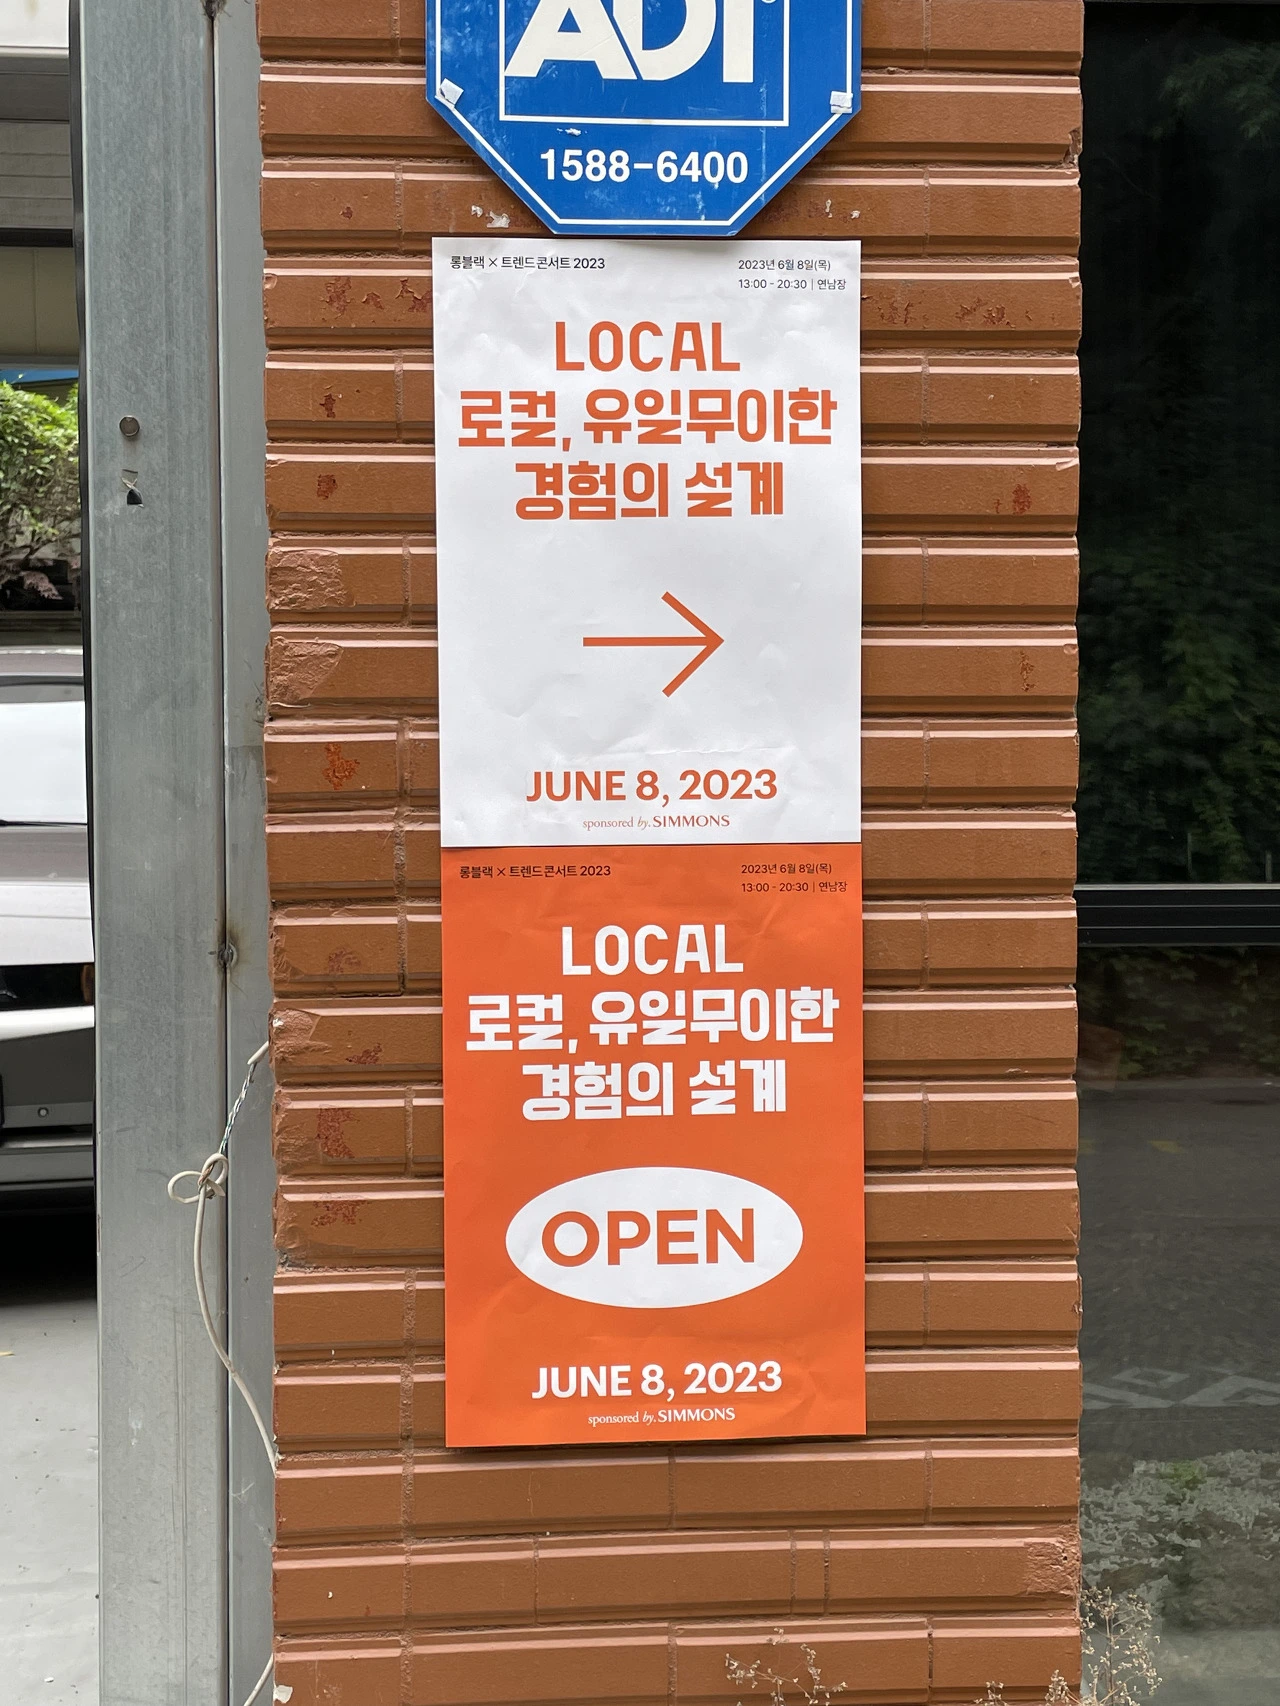 ADT
1588-6400
롱블랙 × 트렌드콘서트 2023
2023년 6월 8일(목)
13:00 - 20:30 | 연남장
LOCAL
로컬, 유일무이한
경험의 설계
→
JUNE 8, 2023
sponsored by. SIMMONS
롱블랙 × 트렌드콘서트 2023
2023년 6월 8일(목)
13:00 - 20:30 | 연남장
LOCAL
로컬, 유일무이한
경험의 설계
OPEN
JUNE 8, 2023
sponsored by. SIMMONS